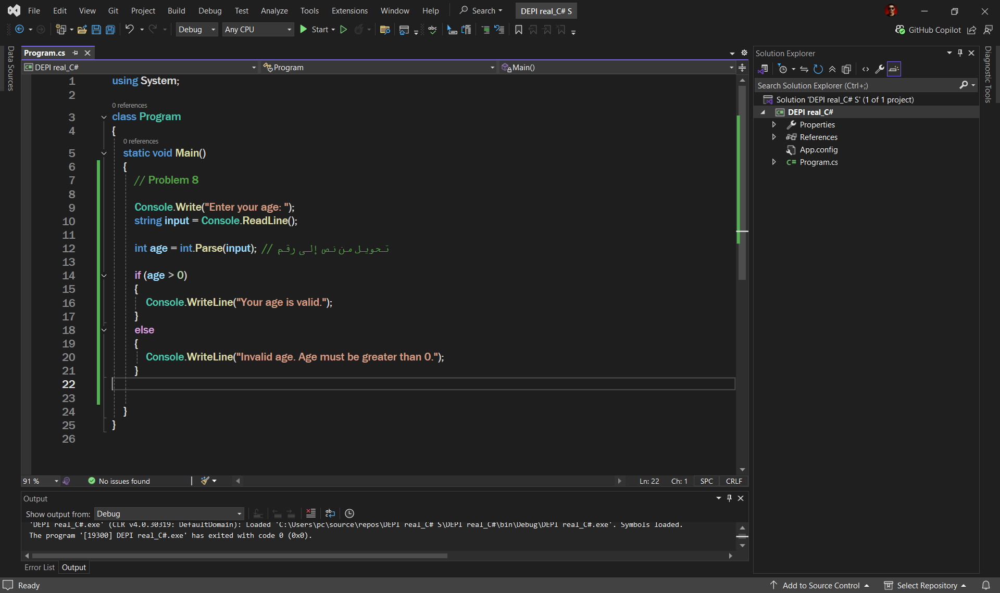 File Edit View Git Project Build Debug Test Analyze Tools Extensions Window Help Search DEPI real_C# S
Debug Any CPU Start abc GitHub Copilot
Data Sources
Program.cs
DEPI real_C# Program Main()
1 using System;
2
0 references
3 class Program
4 {
0 references
5 static void Main()
6 {
7 // Problem 8
8
9 Console.Write("Enter your age: ");
10 string input = Console.ReadLine();
11
12 int age = int.Parse(input); // تحويل من نص إلى رقم
13
14 if (age > 0)
15 {
16 Console.WriteLine("Your age is valid.");
17 }
18 else
19 {
20 Console.WriteLine("Invalid age. Age must be greater than 0.");
21 }
22
23
24 }
25 }
26
91 % No issues found Ln: 22 Ch: 1 SPC CRLF
Output
Show output from: Debug
'DEPI real_C#.exe' (CLR v4.0.30319: DefaultDomain): Loaded 'C:\Users\pc\source\repos\DEPI real_C# S\DEPI real_C#\bin\Debug\DEPI real_C#.exe'. Symbols loaded.
The program '[19300] DEPI real_C#.exe' has exited with code 0 (0x0).
Error List Output
Solution Explorer
Search Solution Explorer (Ctrl+;)
Solution 'DEPI real_C# S' (1 of 1 project)
DEPI real_C#
Properties
References
App.config
C# Program.cs
Diagnostic Tools
Ready Add to Source Control Select Repository